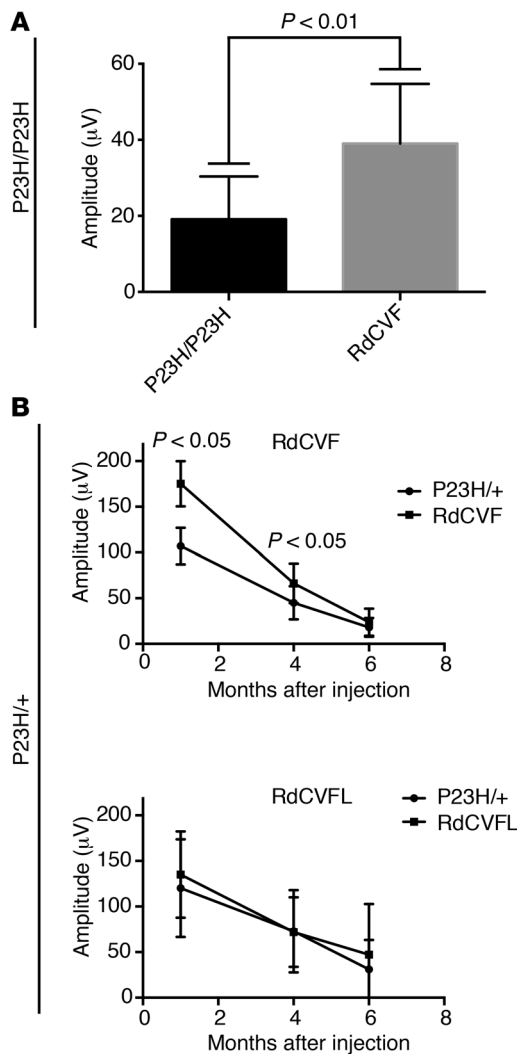 A
P23H/P23H
P < 0.01
60
40
20
0
Amplitude (μV)
P23H/P23H
RdCVF
B
P23H/+
RdCVF
P < 0.05
P < 0.05
P23H/+
RdCVF
200
150
100
50
0
Amplitude (μV)
0 2 4 6 8
Months after injection
RdCVFL
P23H/+
RdCVFL
200
150
100
50
0
Amplitude (μV)
0 2 4 6 8
Months after injection